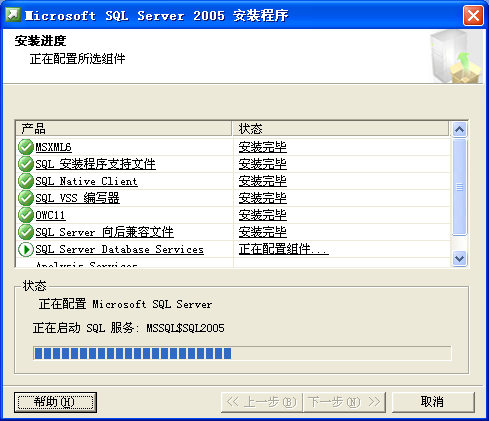 Microsoft SQL Server 2005 安装程序
安装进度
正在配置所选组件
产品 状态
MSXML6 安装完毕
SQL 安装程序支持文件 安装完毕
SQL Native Client 安装完毕
SQL VSS 编写器 安装完毕
OWC11 安装完毕
SQL Server 向后兼容文件 安装完毕
SQL Server Database Services 正在配置组件...
Analysis Services
状态
正在配置 Microsoft SQL Server
正在启动 SQL 服务: MSSQL$SQL2005
帮助(H) << 上一步(B) 下一步(N) >> 取消